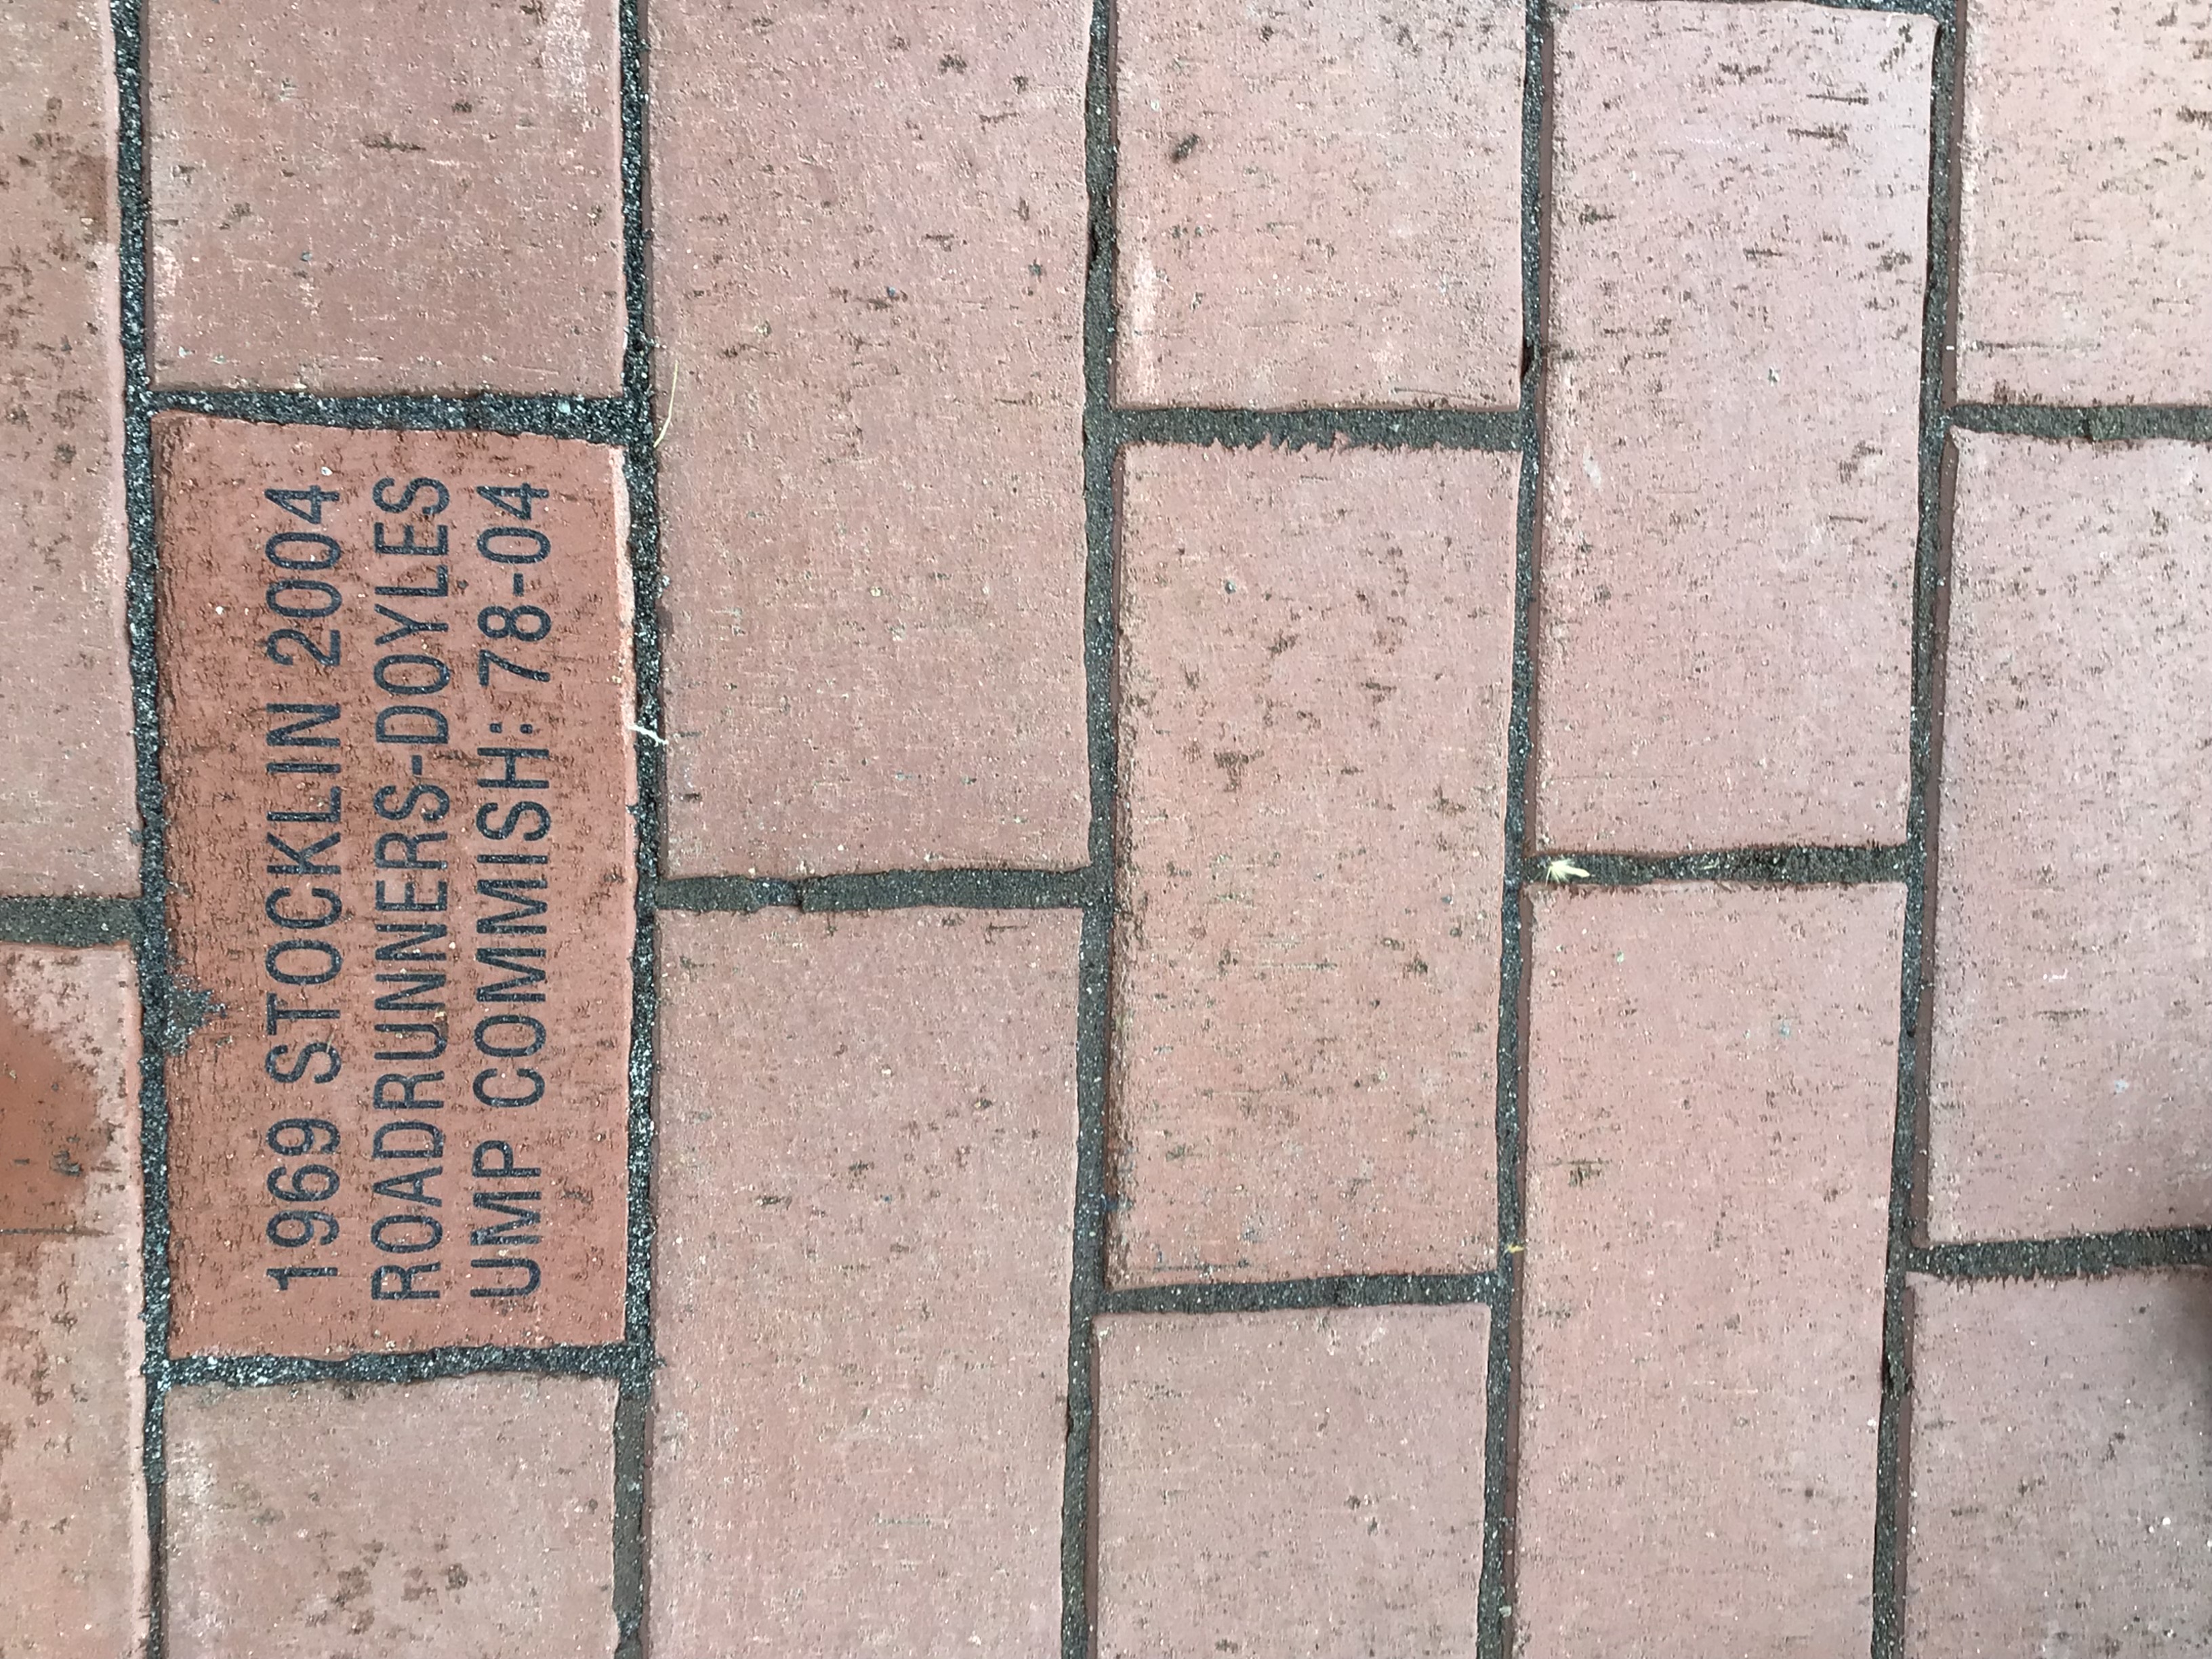 1969 STOCKLIN 2004
ROADRUNNERS-DOYLES
UMP COMMISH: 78-04